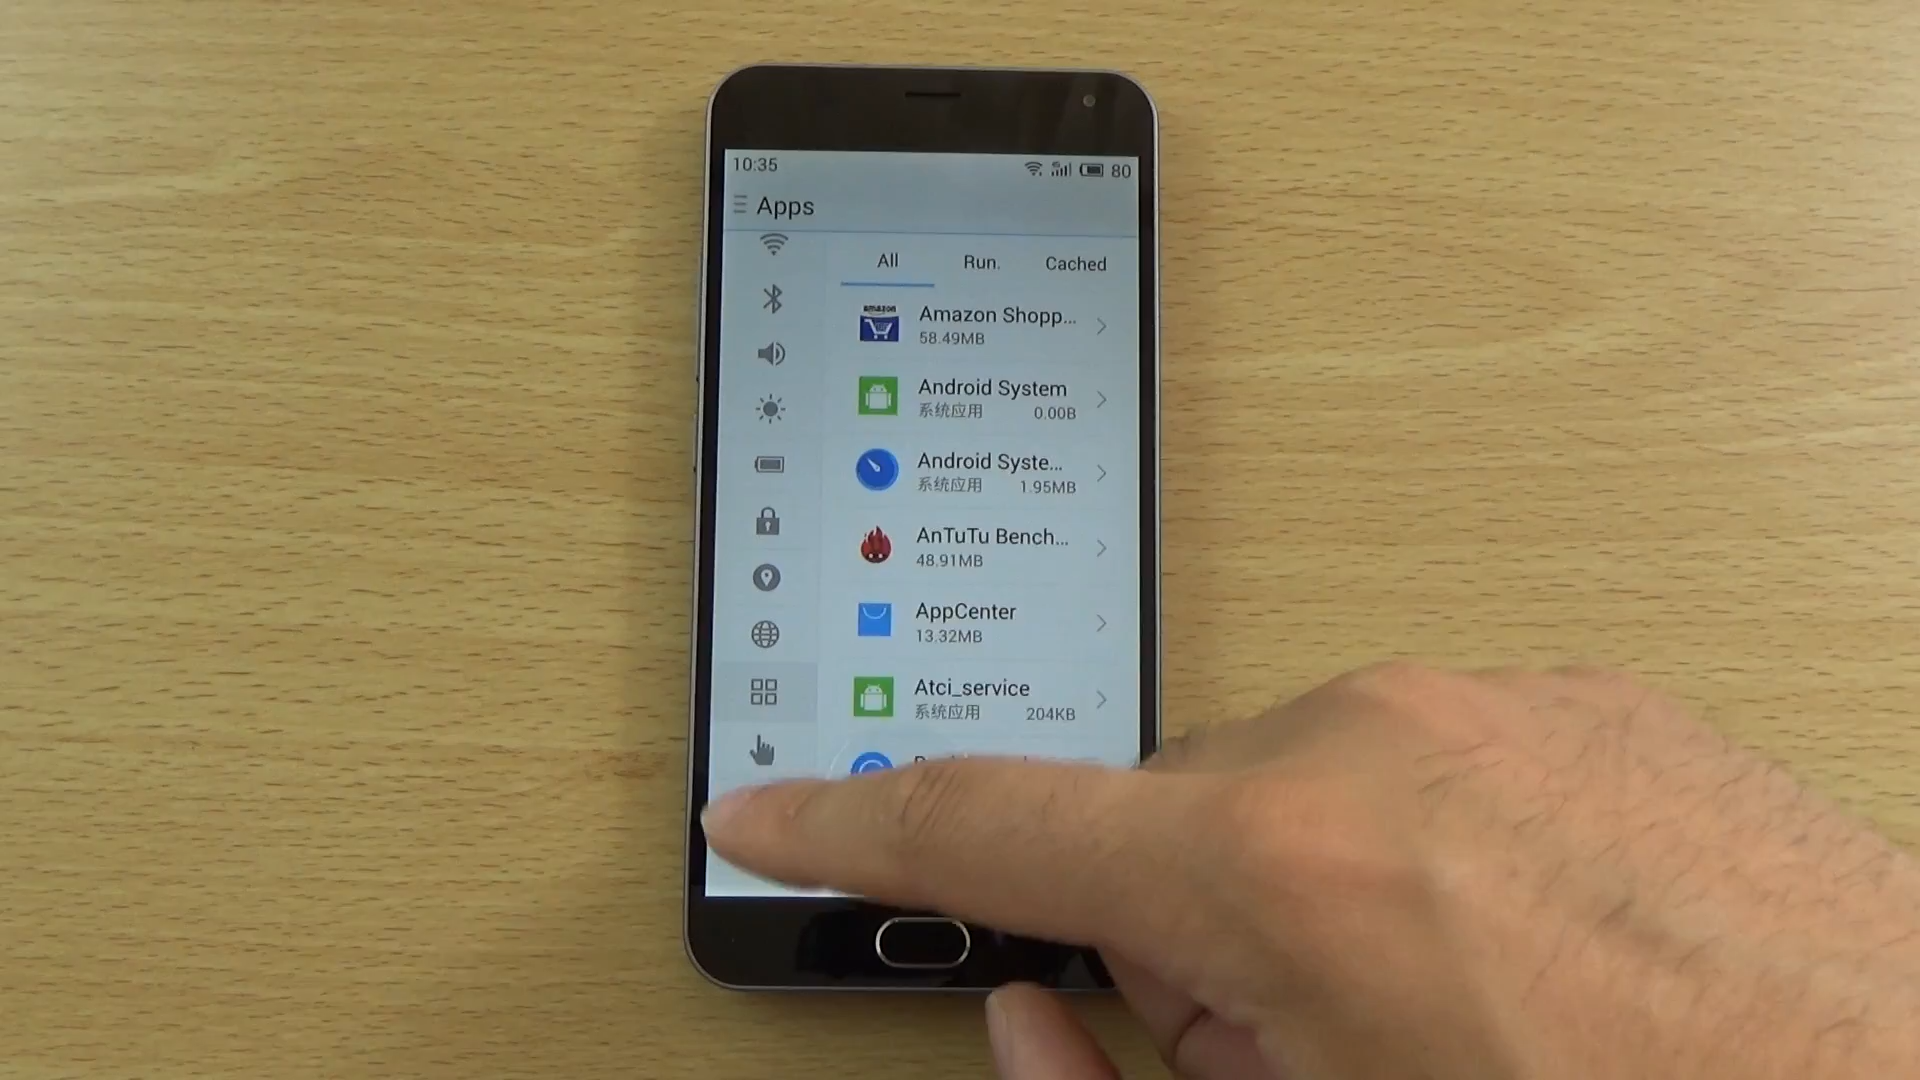 10:35
80
Apps
All Run. Cached
amazon
Amazon Shopp...
58.49MB
Android System
系统应用 0.00B
Android Syste...
系统应用 1.95MB
AnTuTu Bench...
48.91MB
AppCenter
13.32MB
Atci_service
系统应用 204KB